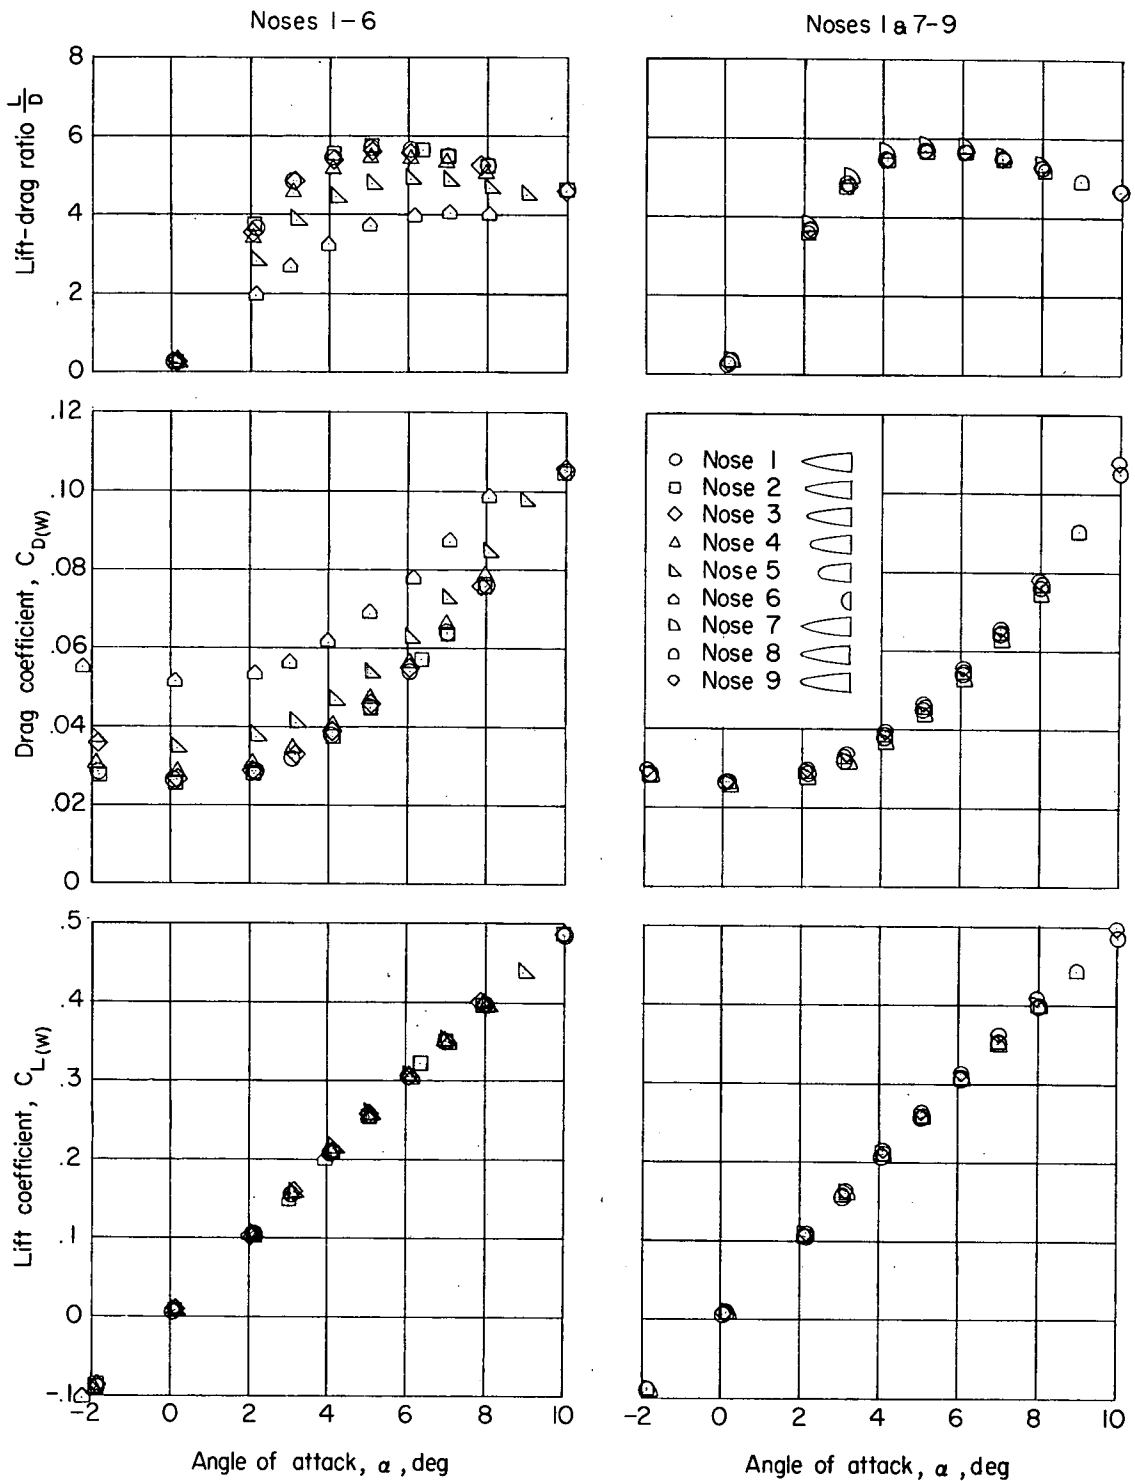 Noses 1-6
Noses 1 & 7-9
Lift-drag ratio L/D
8
6
4
2
0
Drag coefficient, C_D(W)
.12
.10
.08
.06
.04
.02
0
Nose 1
Nose 2
Nose 3
Nose 4
Nose 5
Nose 6
Nose 7
Nose 8
Nose 9
Lift coefficient, C_L(W)
.5
.4
.3
.2
.1
0
-.1
-2 0 2 4 6 8 10
-2 0 2 4 6 8 10
Angle of attack, α, deg
Angle of attack, α, deg